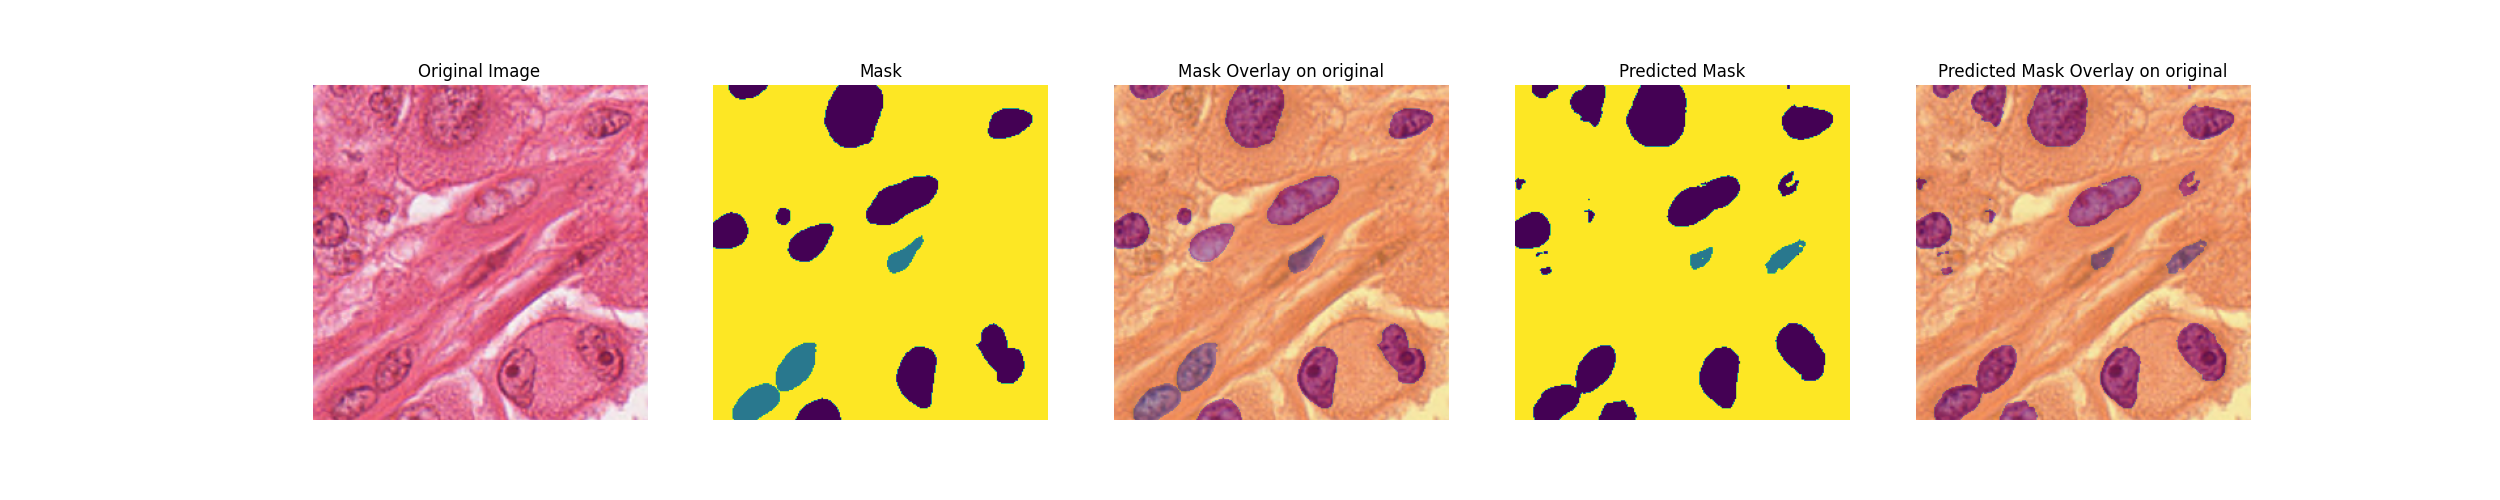 Original Image
Mask
Mask Overlay on original
Predicted Mask
Predicted Mask Overlay on original